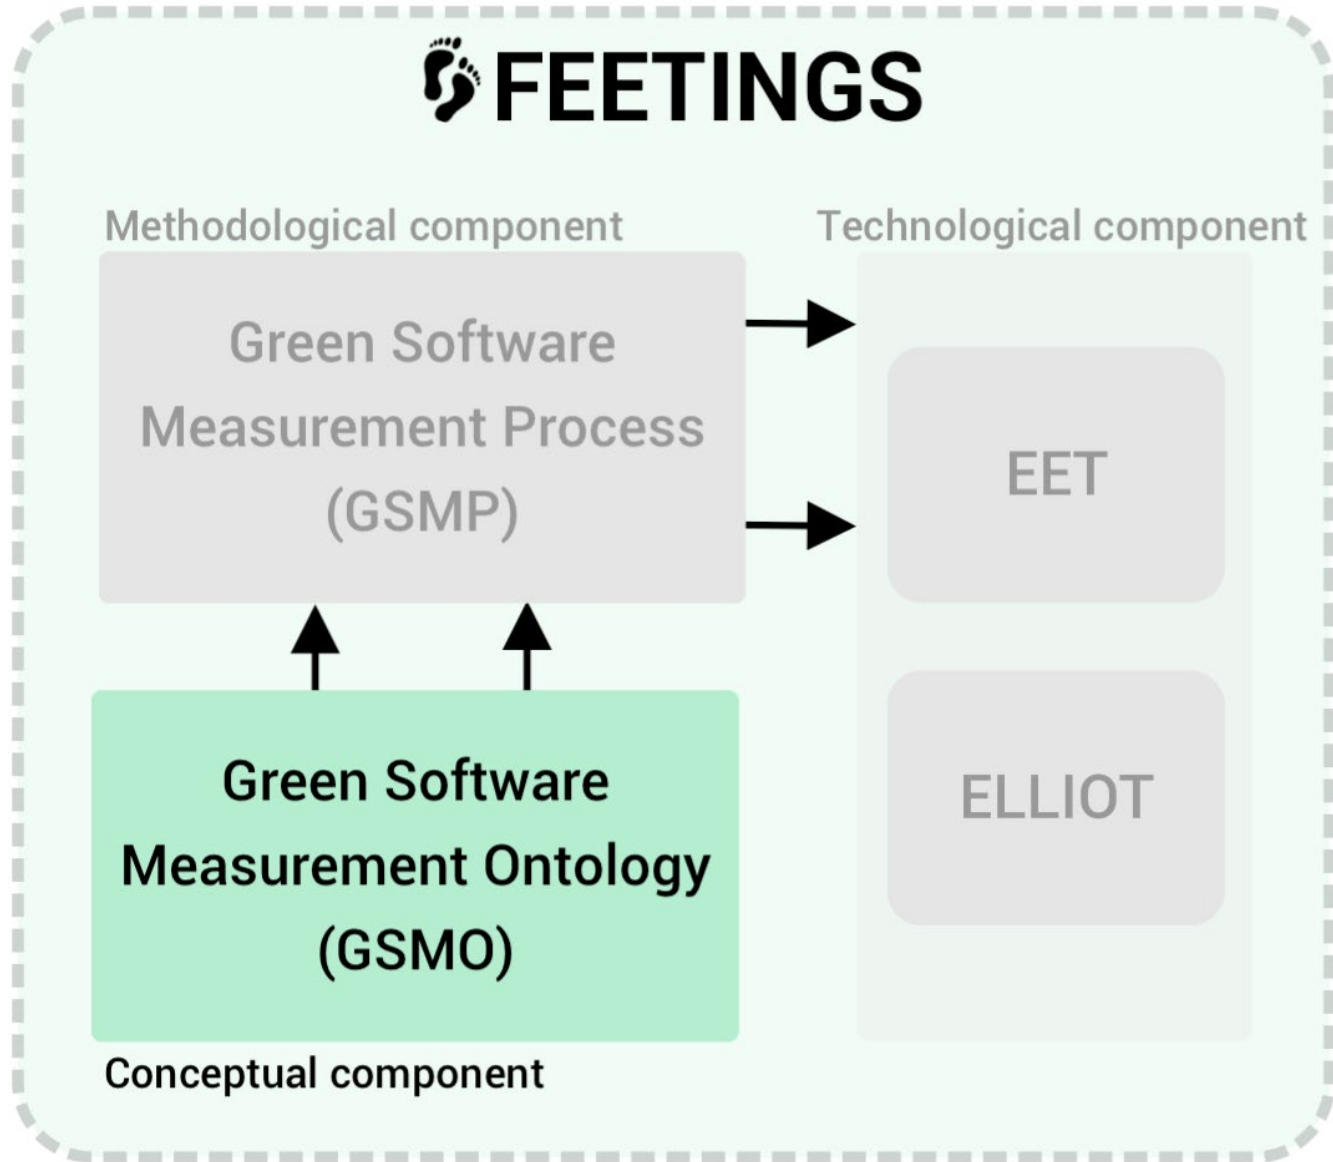 FEETINGS
Methodological component
Technological component
Green Software
Measurement Process
(GSMP)
EET
ELLIOT
Green Software
Measurement Ontology
(GSMO)
Conceptual component